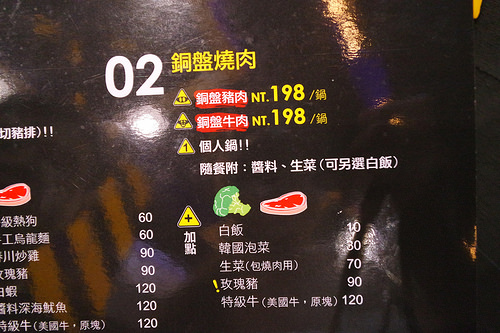 02 銅盤燒肉
銅盤豬肉 NT.198 /鍋
銅盤牛肉 NT.198 /鍋
1 個人鍋!!
隨餐附：醬料、生菜（可另選白飯）
切豬排)!!
級熱狗 60
工烏龍麵 60
川炒雞 90
玫瑰豬 90
白蝦 120
醬料深海魷魚 120
特級牛（美國牛，原塊） 120
+ 加點
白飯 10
韓國泡菜 30
生菜（包燒肉用） 70
!玫瑰豬 90
特級牛（美國牛，原塊） 120